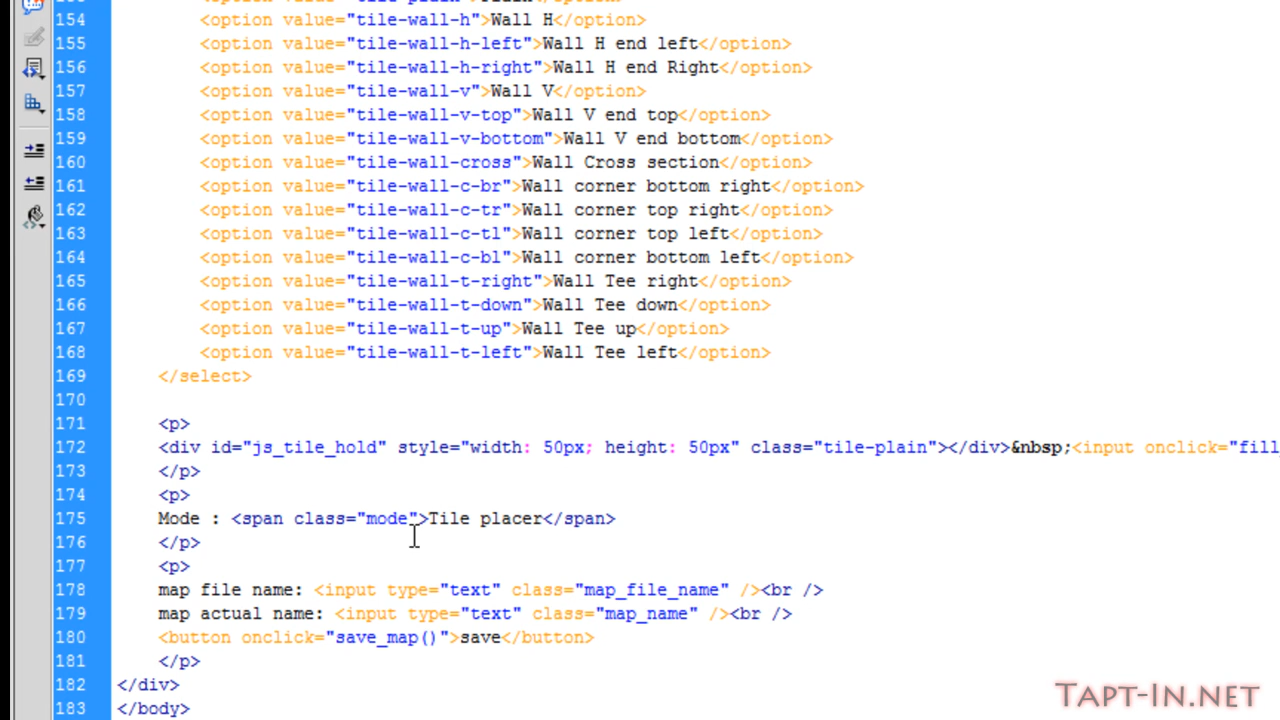 154 <option value="tile-wall-h">Wall H</option>
155 <option value="tile-wall-h-left">Wall H end left</option>
156 <option value="tile-wall-h-right">Wall H end Right</option>
157 <option value="tile-wall-v">Wall V</option>
158 <option value="tile-wall-v-top">Wall V end top</option>
159 <option value="tile-wall-v-bottom">Wall V end bottom</option>
160 <option value="tile-wall-cross">Wall Cross section</option>
161 <option value="tile-wall-c-br">Wall corner bottom right</option>
162 <option value="tile-wall-c-tr">Wall corner top right</option>
163 <option value="tile-wall-c-tl">Wall corner top left</option>
164 <option value="tile-wall-c-bl">Wall corner bottom left</option>
165 <option value="tile-wall-t-right">Wall Tee right</option>
166 <option value="tile-wall-t-down">Wall Tee down</option>
167 <option value="tile-wall-t-up">Wall Tee up</option>
168 <option value="tile-wall-t-left">Wall Tee left</option>
169 </select>
170
171 <p>
172 <div id="js_tile_hold" style="width: 50px; height: 50px" class="tile-plain"></div>&nbsp;<input onclick="fill
173 </p>
174 <p>
175 Mode : <span class="mode">Tile placer</span>
176 </p>
177 <p>
178 map file name: <input type="text" class="map_file_name" /><br />
179 map actual name: <input type="text" class="map_name" /><br />
180 <button onclick="save_map()">save</button>
181 </p>
182 </div>
183 </body>
TAPT-IN.NET